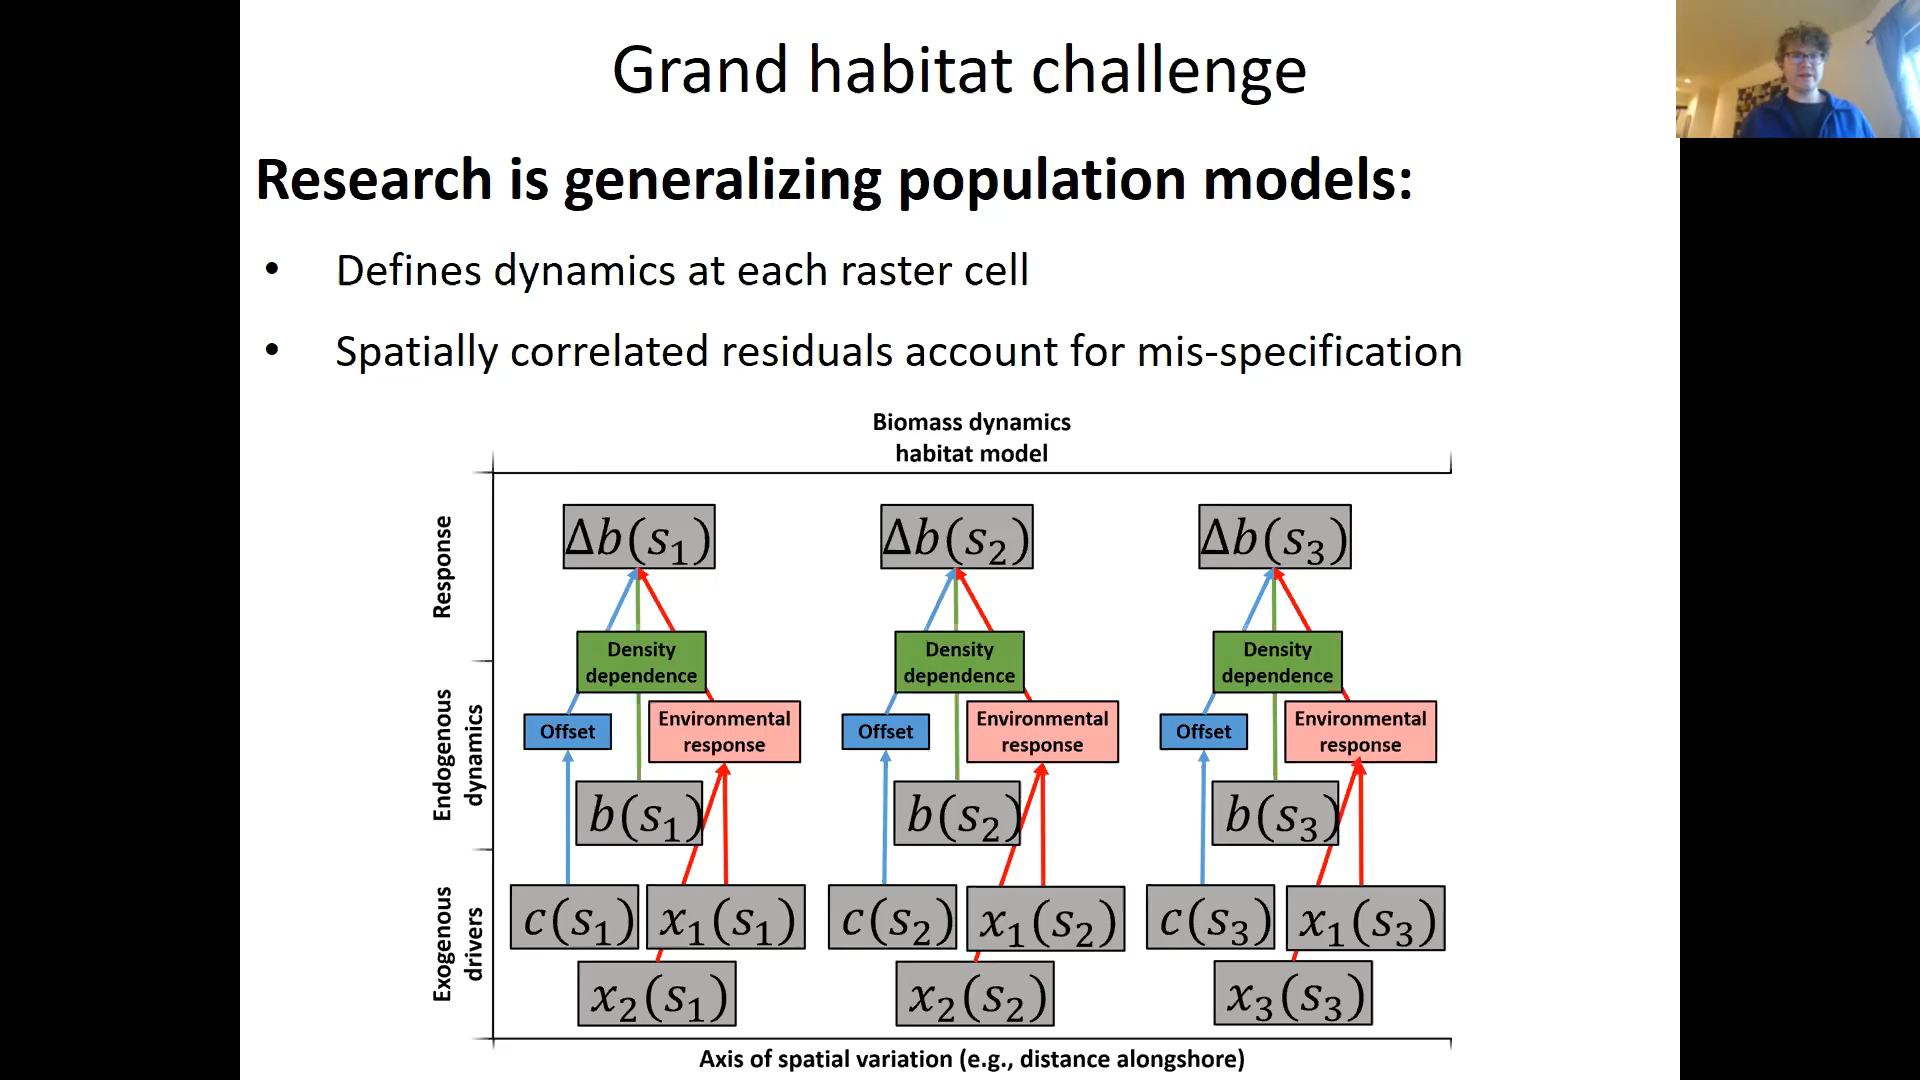 Grand habitat challenge
Research is generalizing population models:
• Defines dynamics at each raster cell
• Spatially correlated residuals account for mis-specification
Biomass dynamics
habitat model
Response
Δb(s₁) Δb(s₂) Δb(s₃)
Density
dependence
Density
dependence
Density
dependence
Endogenous
dynamics
Offset
Environmental
response
Offset
Environmental
response
Offset
Environmental
response
b(s₁) b(s₂) b(s₃)
Exogenous
drivers
c(s₁) x₁(s₁) c(s₂) x₁(s₂) c(s₃) x₁(s₃)
x₂(s₁) x₂(s₂) x₃(s₃)
Axis of spatial variation (e.g., distance alongshore)